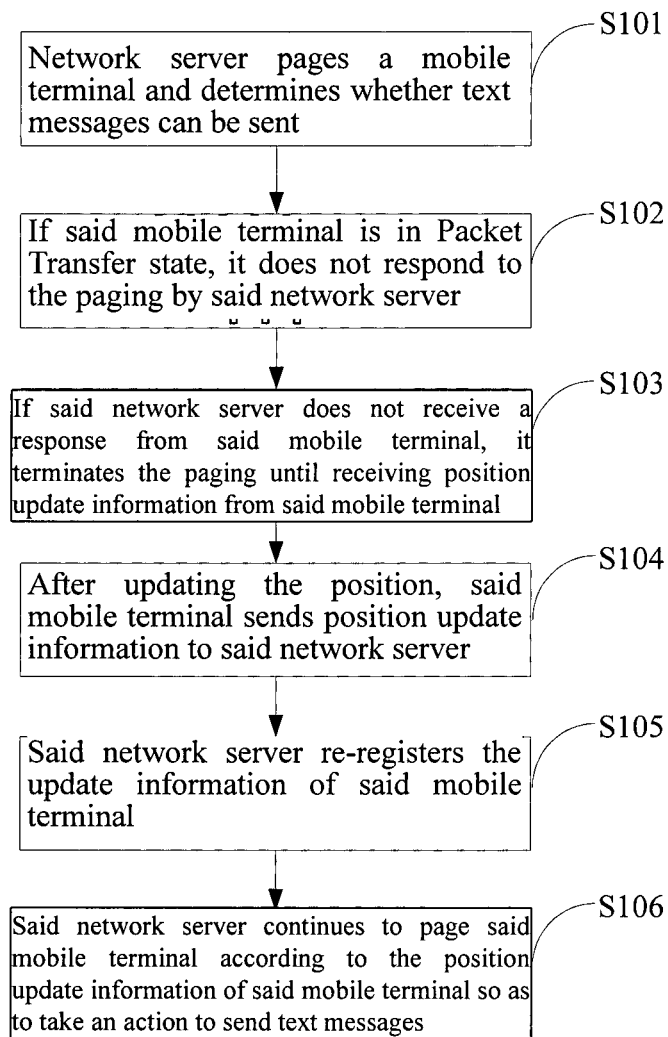 S101
Network server pages a mobile
terminal and determines whether text
messages can be sent
S102
If said mobile terminal is in Packet
Transfer state, it does not respond to
the paging by said network server
S103
If said network server does not receive a
response from said mobile terminal, it
terminates the paging until receiving position
update information from said mobile terminal
S104
After updating the position, said
mobile terminal sends position update
information to said network server
S105
Said network server re-registers the
update information of said mobile
terminal
S106
Said network server continues to page said
mobile terminal according to the position
update information of said mobile terminal so as
to take an action to send text messages